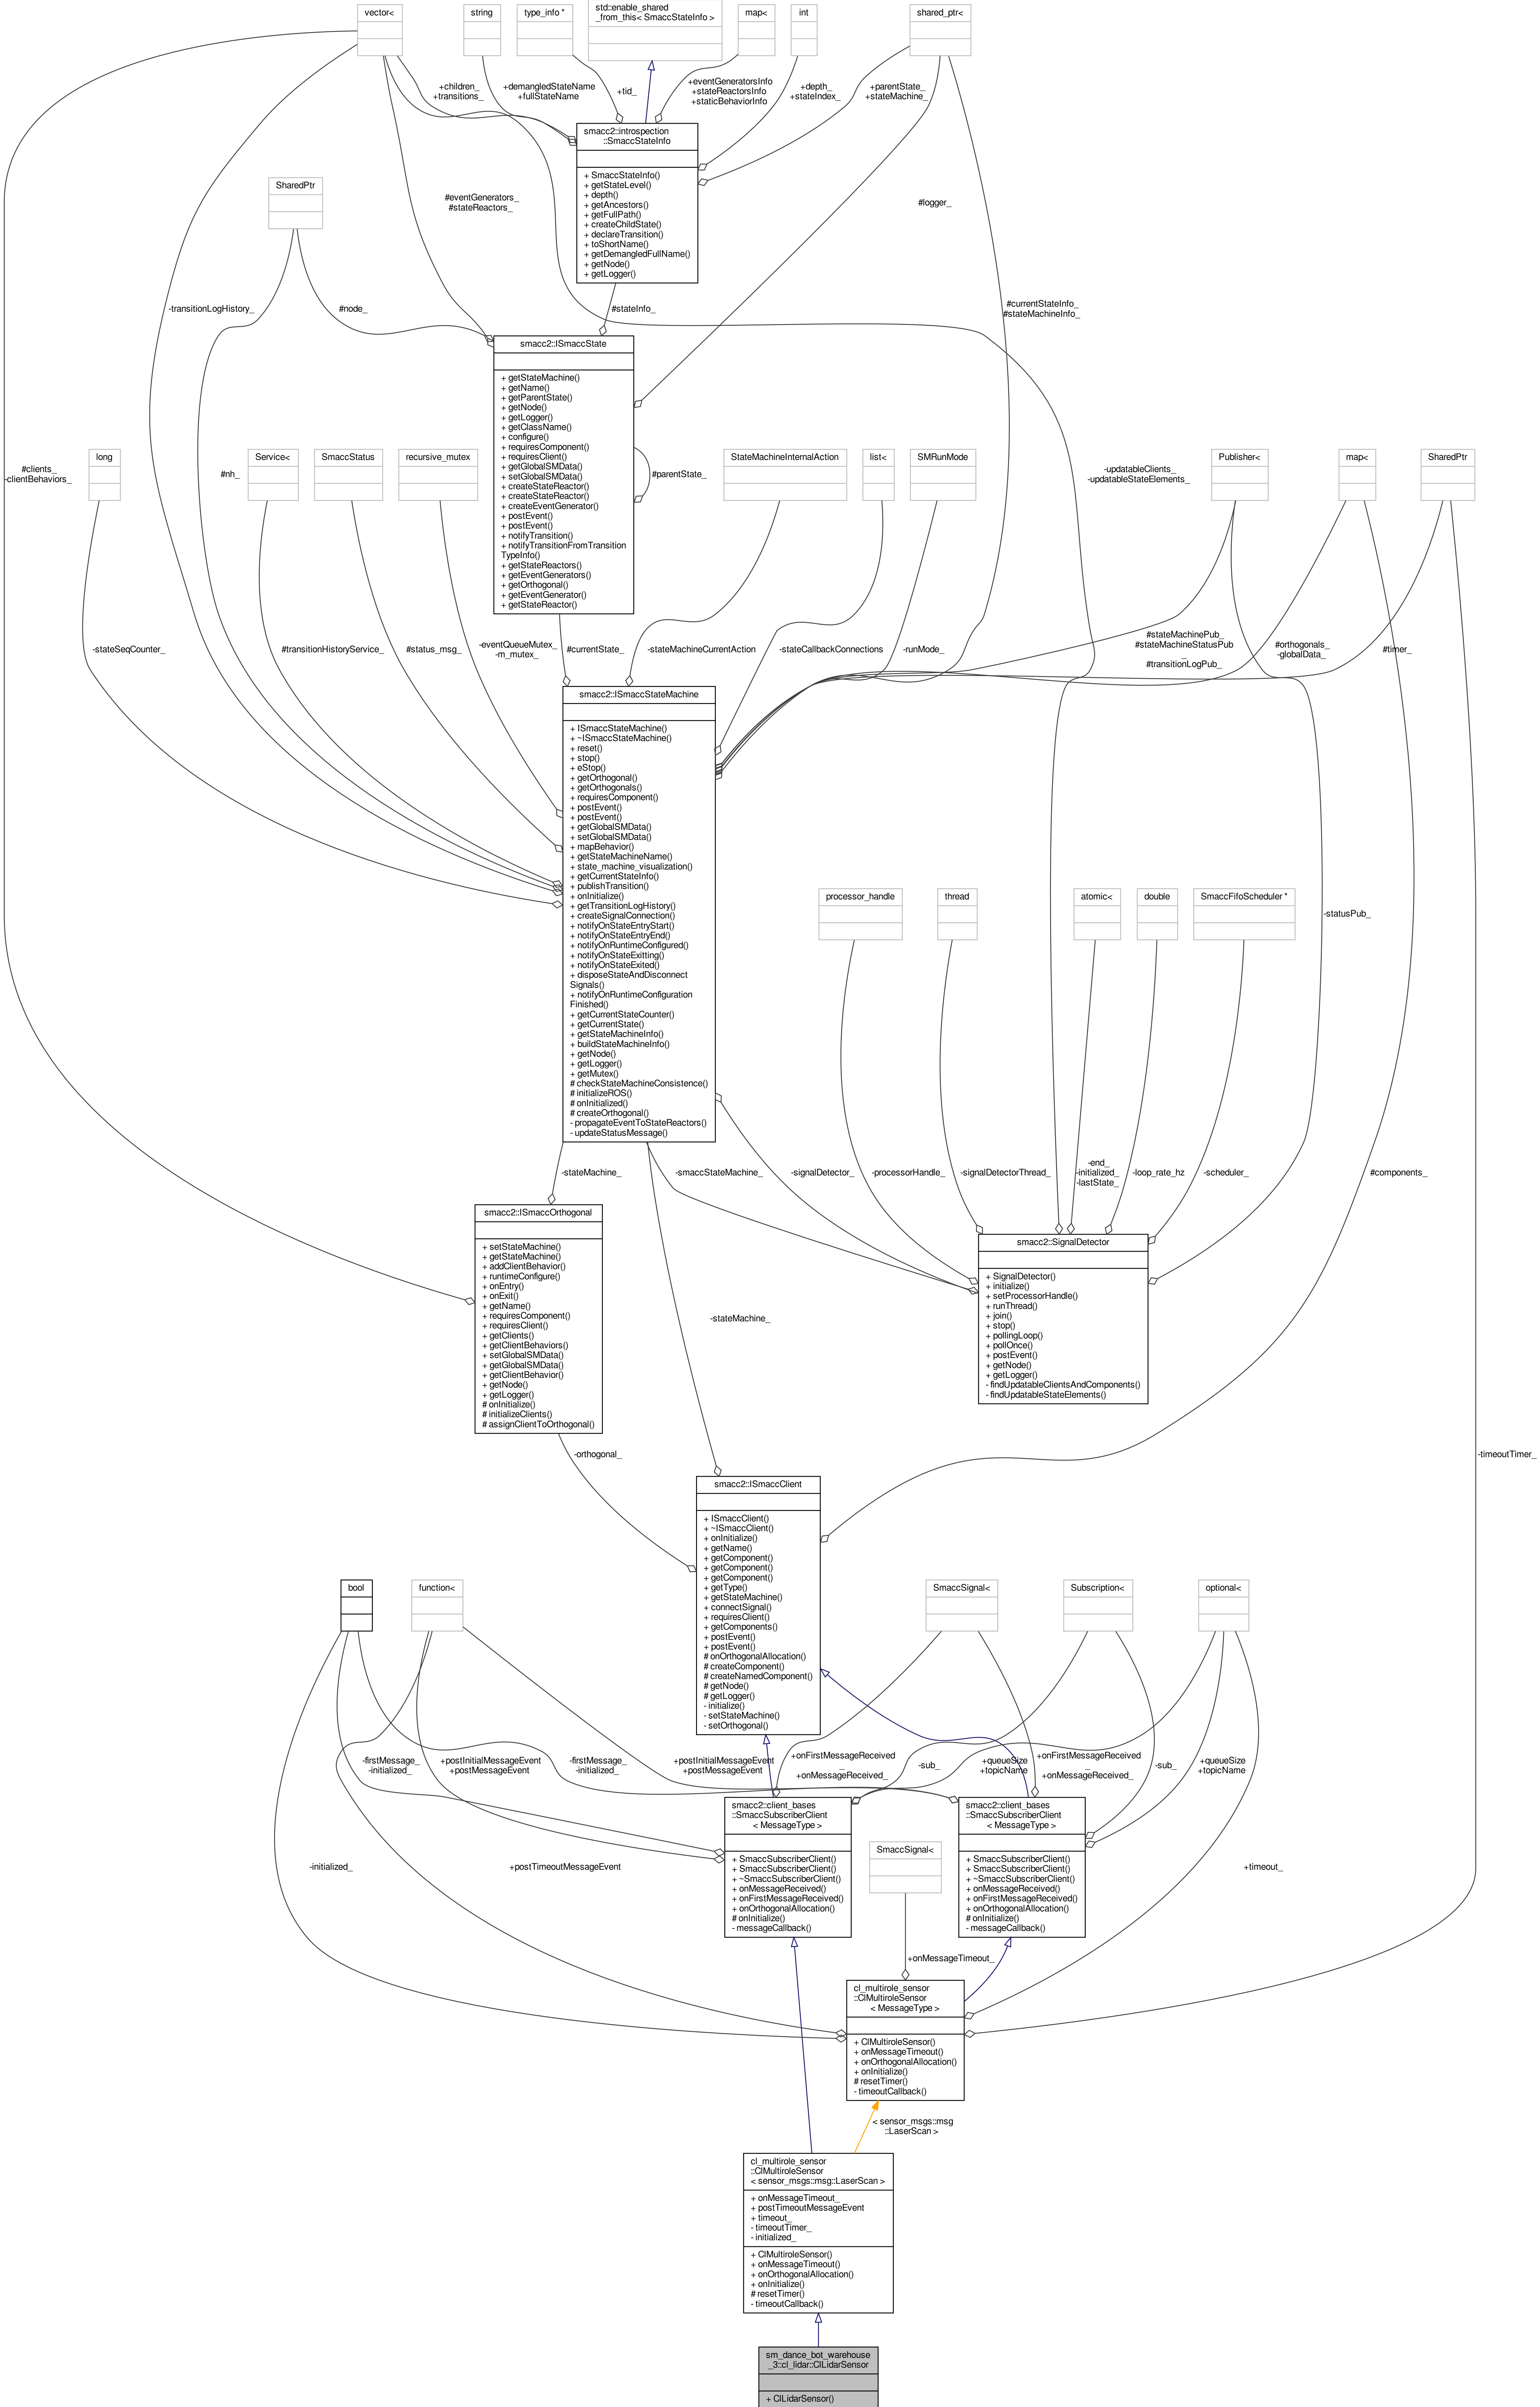 vector<
string
type_info *
std::enable_shared
_from_this< SmaccStateInfo >
map<
int
shared_ptr<
+children_
+transitions_
+demangledStateName
+fullStateName
+tid_
+eventGeneratorsInfo
+stateReactorsInfo
+staticBehaviorInfo
+depth_
+stateIndex_
+parentState_
+stateMachine_
smacc2::introspection
::SmaccStateInfo
+ SmaccStateInfo()
+ getStateLevel()
+ depth()
+ getAncestors()
+ getFullPath()
+ createChildState()
+ declareTransition()
+ toShortName()
+ getDemangledFullName()
+ getNode()
+ getLogger()
SharedPtr
#eventGenerators_
#stateReactors_
#logger_
-transitionLogHistory_
#node_
#stateInfo_
#currentStateInfo_
#stateMachineInfo_
smacc2::ISmaccState
+ getStateMachine()
+ getName()
+ getParentState()
+ getNode()
+ getLogger()
+ getClassName()
+ configure()
+ requiresComponent()
+ requiresClient()
+ getGlobalSMData()
+ setGlobalSMData()
+ createStateReactor()
+ createStateReactor()
+ createEventGenerator()
+ postEvent()
+ postEvent()
+ notifyTransition()
+ notifyTransitionFromTransition
TypeInfo()
+ getStateReactors()
+ getEventGenerators()
+ getOrthogonal()
+ getEventGenerator()
+ getStateReactor()
#clients_
-clientBehaviors_
long
#nh_
Service<
SmaccStatus
recursive_mutex
#parentState_
StateMachineInternalAction
list<
SMRunMode
-updatableClients_
-updatableStateElements_
Publisher<
map<
SharedPtr
-stateSeqCounter_
#transitionHistoryService_
#status_msg_
-eventQueueMutex_
-m_mutex_
#currentState_
-stateMachineCurrentAction
-stateCallbackConnections
-runMode_
#stateMachinePub_
#stateMachineStatusPub
_
#transitionLogPub_
#orthogonals_
-globalData_
#timer_
smacc2::ISmaccStateMachine
+ ISmaccStateMachine()
+ ~ISmaccStateMachine()
+ reset()
+ stop()
+ eStop()
+ getOrthogonal()
+ getOrthogonals()
+ requiresComponent()
+ postEvent()
+ postEvent()
+ getGlobalSMData()
+ setGlobalSMData()
+ mapBehavior()
+ getStateMachineName()
+ state_machine_visualization()
+ getCurrentStateInfo()
+ publishTransition()
+ onInitialize()
+ getTransitionLogHistory()
+ createSignalConnection()
+ notifyOnStateEntryStart()
+ notifyOnStateEntryEnd()
+ notifyOnRuntimeConfigured()
+ notifyOnStateExitting()
+ notifyOnStateExited()
+ disposeStateAndDisconnect
Signals()
+ notifyOnRuntimeConfiguration
Finished()
+ getCurrentStateCounter()
+ getCurrentState()
+ getStateMachineInfo()
+ buildStateMachineInfo()
+ getNode()
+ getLogger()
+ getMutex()
# checkStateMachineConsistence()
# initializeROS()
# onInitialized()
# createOrthogonal()
- propagateEventToStateReactors()
- updateStatusMessage()
processor_handle
thread
atomic<
double
SmaccFifoScheduler *
-statusPub_
-stateMachine_
-smaccStateMachine_
-signalDetector_
-processorHandle_
-signalDetectorThread_
-end_
-initialized_
-lastState_
-loop_rate_hz
-scheduler_
#components_
smacc2::ISmaccOrthogonal
+ setStateMachine()
+ getStateMachine()
+ addClientBehavior()
+ runtimeConfigure()
+ onEntry()
+ onExit()
+ getName()
+ requiresComponent()
+ requiresClient()
+ getClients()
+ getClientBehaviors()
+ setGlobalSMData()
+ getGlobalSMData()
+ getClientBehavior()
+ getNode()
+ getLogger()
# onInitialize()
# initializeClients()
# assignClientToOrthogonal()
smacc2::SignalDetector
+ SignalDetector()
+ initialize()
+ setProcessorHandle()
+ runThread()
+ join()
+ stop()
+ pollingLoop()
+ pollOnce()
+ postEvent()
+ getNode()
+ getLogger()
- findUpdatableClientsAndComponents()
- findUpdatableStateElements()
-stateMachine_
-orthogonal_
-timeoutTimer_
smacc2::ISmaccClient
+ ISmaccClient()
+ ~ISmaccClient()
+ onInitialize()
+ getName()
+ getComponent()
+ getComponent()
+ getComponent()
+ getType()
+ getStateMachine()
+ connectSignal()
+ requiresClient()
+ getComponents()
+ postEvent()
+ postEvent()
# onOrthogonalAllocation()
# createComponent()
# createNamedComponent()
# getNode()
# getLogger()
- initialize()
- setStateMachine()
- setOrthogonal()
bool
function<
SmaccSignal<
Subscription<
optional<
-firstMessage_
-initialized_
+postInitialMessageEvent
+postMessageEvent
-firstMessage_
-initialized_
+postInitialMessageEvent
+postMessageEvent
+onFirstMessageReceived
_
+onMessageReceived_
-sub_
+queueSize
+topicName
+onFirstMessageReceived
_
+onMessageReceived_
-sub_
+queueSize
+topicName
smacc2::client_bases
::SmaccSubscriberClient
< MessageType >
+ SmaccSubscriberClient()
+ SmaccSubscriberClient()
+ ~SmaccSubscriberClient()
+ onMessageReceived()
+ onFirstMessageReceived()
+ onOrthogonalAllocation()
# onInitialize()
- messageCallback()
smacc2::client_bases
::SmaccSubscriberClient
< MessageType >
+ SmaccSubscriberClient()
+ SmaccSubscriberClient()
+ ~SmaccSubscriberClient()
+ onMessageReceived()
+ onFirstMessageReceived()
+ onOrthogonalAllocation()
# onInitialize()
- messageCallback()
SmaccSignal<
-initialized_
+postTimeoutMessageEvent
+timeout_
+onMessageTimeout_
cl_multirole_sensor
::ClMultiroleSensor
< MessageType >
+ ClMultiroleSensor()
+ onMessageTimeout()
+ onOrthogonalAllocation()
+ onInitialize()
# resetTimer()
- timeoutCallback()
< sensor_msgs::msg
::LaserScan >
cl_multirole_sensor
::ClMultiroleSensor
< sensor_msgs::msg::LaserScan >
+ onMessageTimeout_
+ postTimeoutMessageEvent
+ timeout_
- timeoutTimer_
- initialized_
+ ClMultiroleSensor()
+ onMessageTimeout()
+ onOrthogonalAllocation()
+ onInitialize()
# resetTimer()
- timeoutCallback()
sm_dance_bot_warehouse
_3::cl_lidar::ClLidarSensor
+ ClLidarSensor()